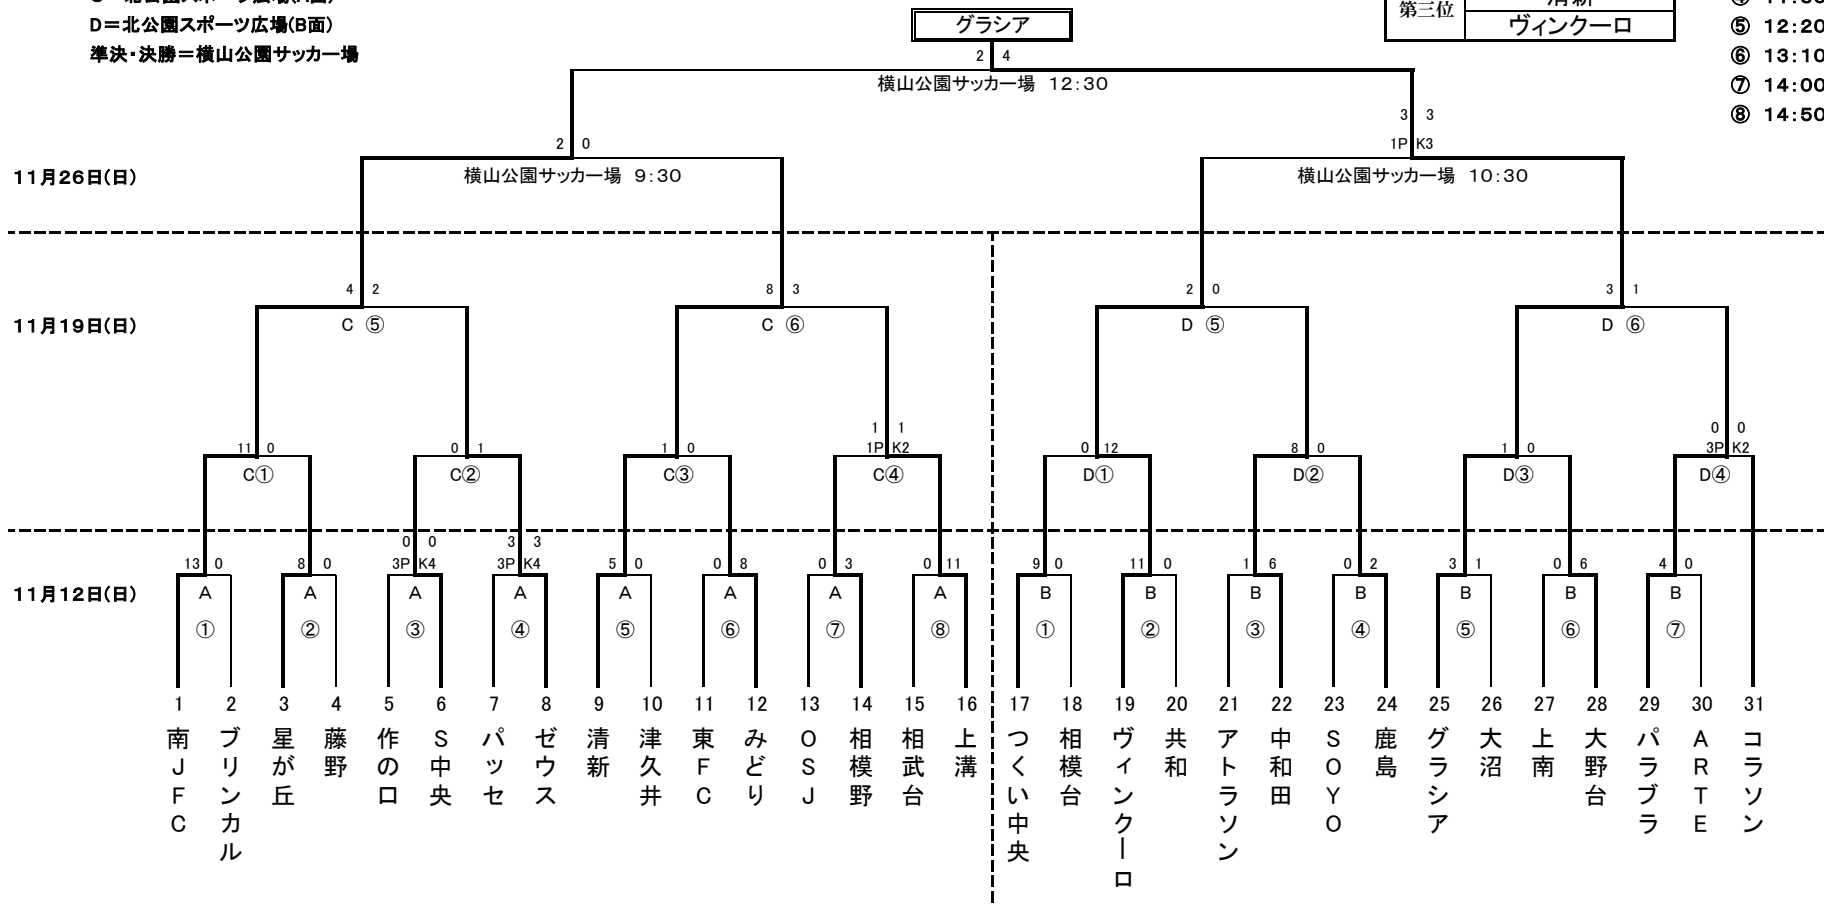 D＝北公園スポーツ広場(B面)
準決・決勝＝横山公園サッカー場
グラシア
第三位
ヴィンクーロ
⑤ 12:20
⑥ 13:10
⑦ 14:00
⑧ 14:50
2 4
横山公園サッカー場 12:30
3 3
2 0
1P K3
11月26日(日)
横山公園サッカー場 9:30
横山公園サッカー場 10:30
4 2
8 3
2 0
3 1
11月19日(日)
C ⑤
C ⑥
D ⑤
D ⑥
1 1
0 0
11 0
0 1
1 0
1P K2
0 12
8 0
1 0
3P K2
C①
C②
C③
C④
D①
D②
D③
D④
0 0
3 3
13 0
8 0
3P K4
3P K4
5 0
0 8
0 3
0 11
9 0
11 0
1 6
0 2
3 1
0 6
4 0
11月12日(日)
A A A A A A A A B B B B B B B
① ② ③ ④ ⑤ ⑥ ⑦ ⑧ ① ② ③ ④ ⑤ ⑥ ⑦
1 2 3 4 5 6 7 8 9 10 11 12 13 14 15 16 17 18 19 20 21 22 23 24 25 26 27 28 29 30 31
南JFC
ブリンカル
星が丘
藤野
作の口
S中央
パッセ
ゼウス
清新
津久井
東FC
みどり
OSJ
相模野
相武台
上溝
つくい中央
相模台
ヴィンクーロ
共和
アトラソン
中和田
SOYO
鹿島
グラシア
大沼
上南
大野台
パラブラ
ARTE
コラソン